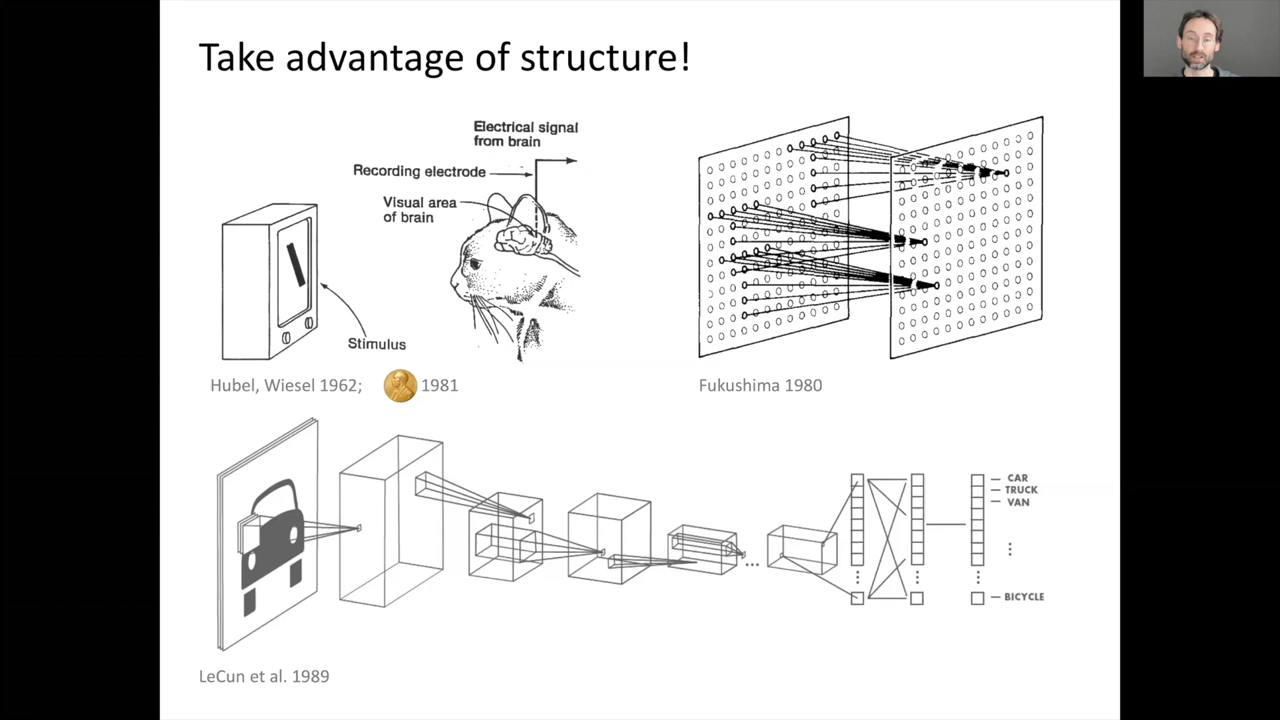 Take advantage of structure!
Electrical signal
from brain
Recording electrode
Visual area
of brain
Stimulus
Hubel, Wiesel 1962; 1981
Fukushima 1980
CAR
TRUCK
VAN
BICYCLE
LeCun et al. 1989